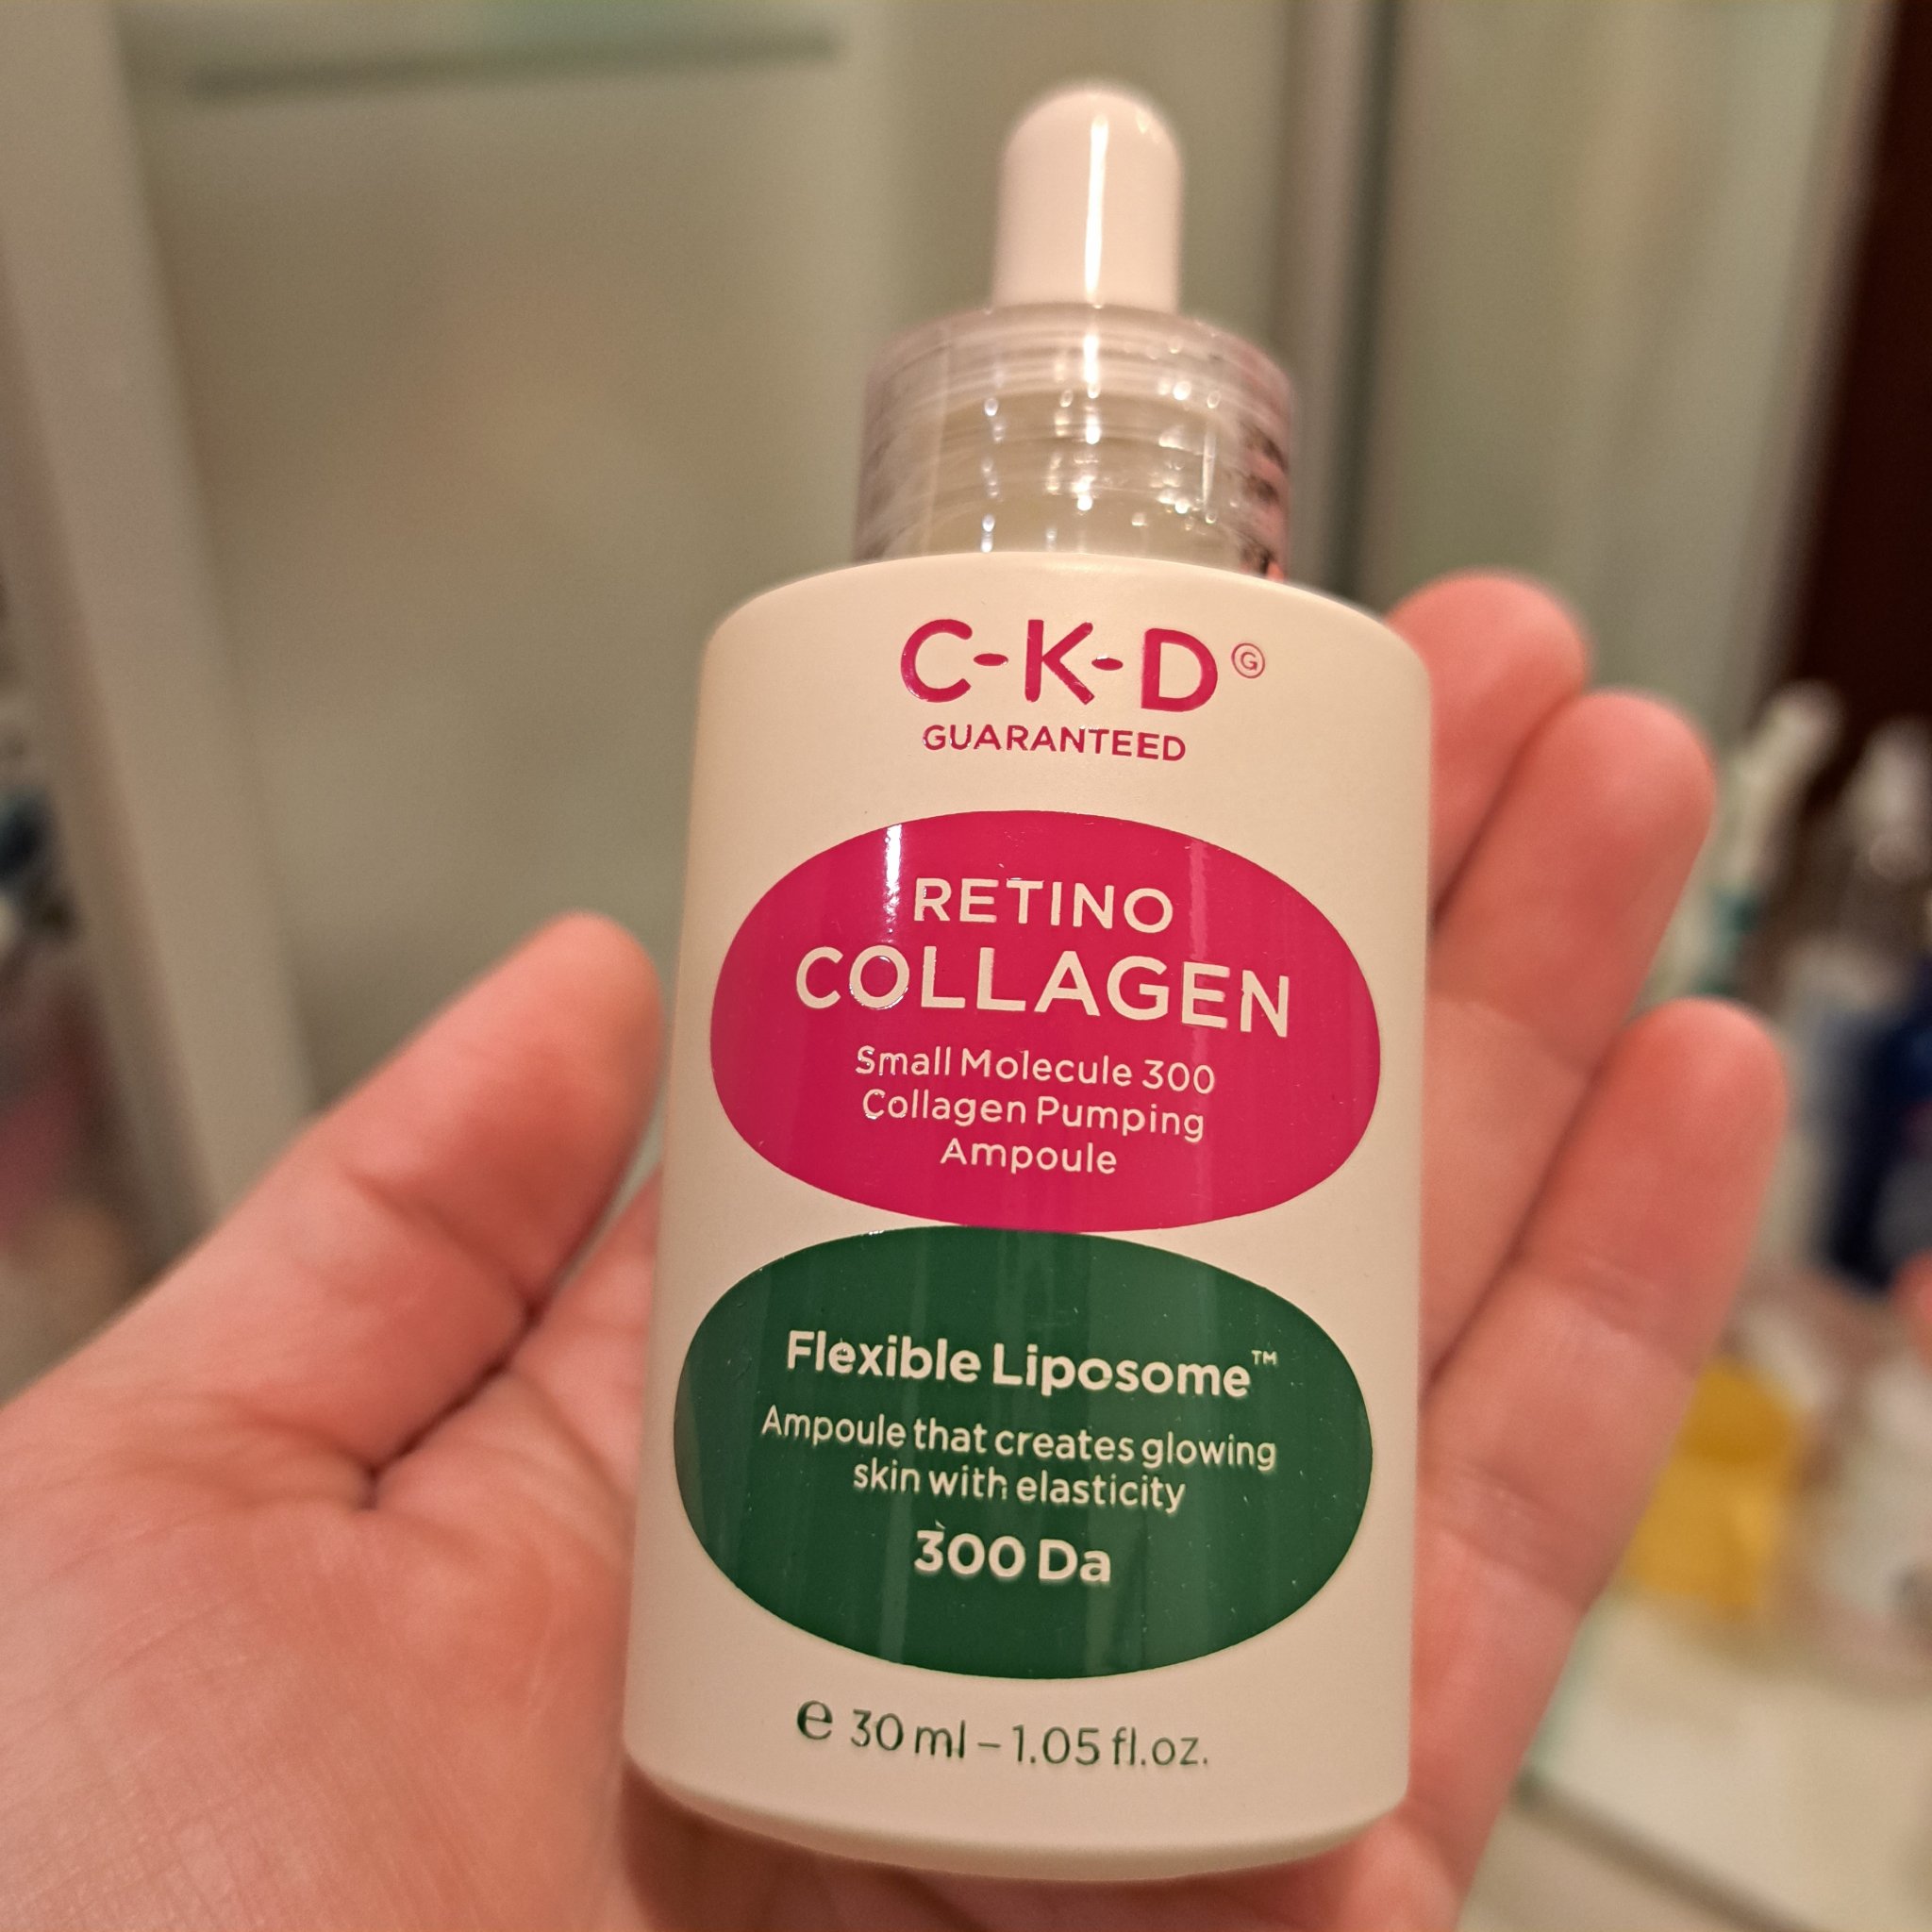 C-K-D Ⓖ
GUARANTEED
RETINO
COLLAGEN
Small Molecule 300
Collagen Pumping
Ampoule
Flexible Liposome™
Ampoule that creates glowing
skin with elasticity
300 Da
℮ 30 ml – 1.05 fl.oz.